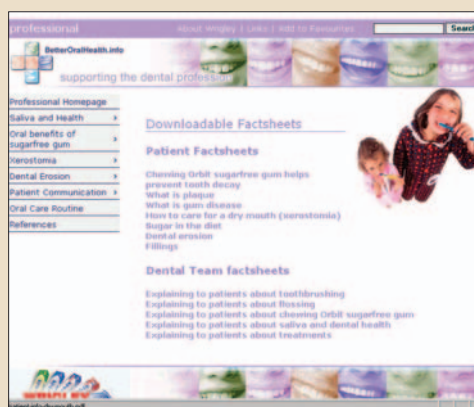 professional
About Wrigley | Links | Add to Favourites
Search
BetterOralHealth.info
supporting the dental profession
Professional Homepage
Saliva and Health
Oral benefits of
sugarfree gum
Xerostomia
Dental Erosion
Patient Communication
Oral Care Routine
References
Downloadable Factsheets
Patient Factsheets
Chewing Orbit sugarfree gum helps
prevent tooth decay
What is plaque
What is gum disease
How to care for a dry mouth (xerostomia)
Sugar in the diet
Dental erosion
Fillings
Dental Team factsheets
Explaining to patients about toothbrushing
Explaining to patients about flossing
Explaining to patients about chewing Orbit sugarfree gum
Explaining to patients about saliva and dental health
Explaining to patients about treatments